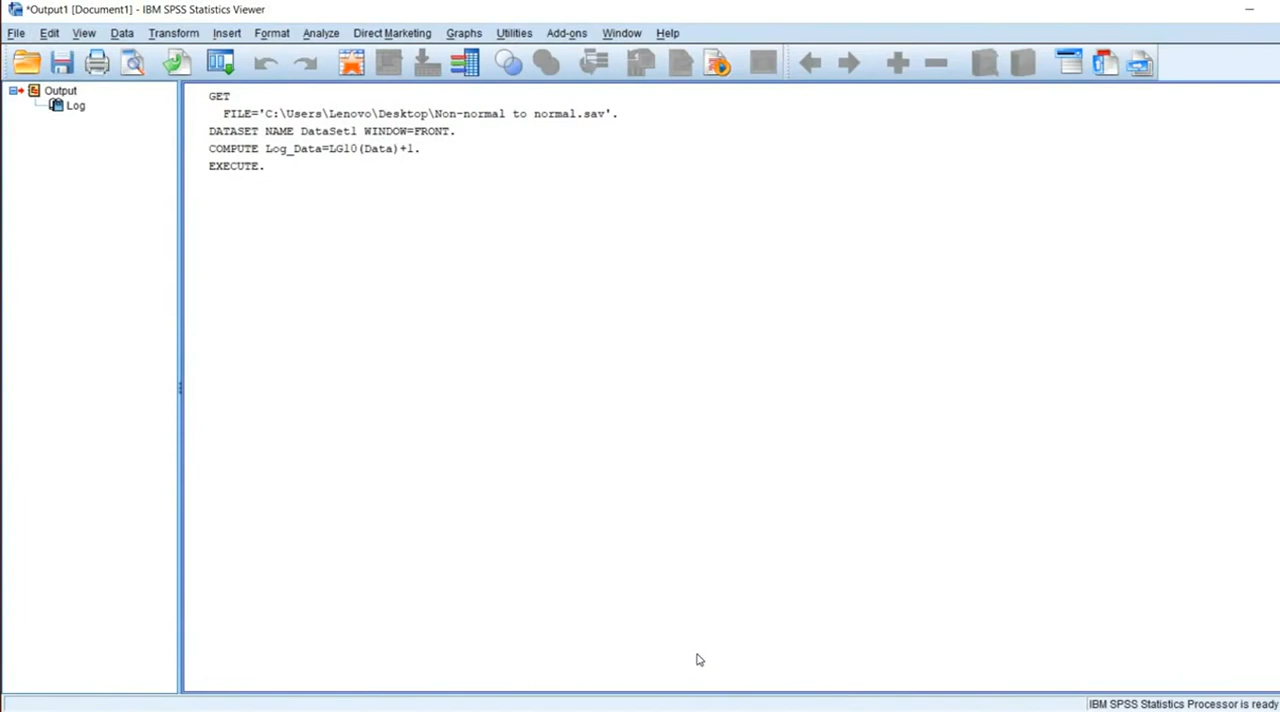 *Output1 [Document1] - IBM SPSS Statistics Viewer
File Edit View Data Transform Insert Format Analyze Direct Marketing Graphs Utilities Add-ons Window Help
Output
Log
GET
FILE='C:\Users\Lenovo\Desktop\Non-normal to normal.sav'.
DATASET NAME DataSet1 WINDOW=FRONT.
COMPUTE Log_Data=LG10(Data)+1.
EXECUTE.
IBM SPSS Statistics Processor is ready